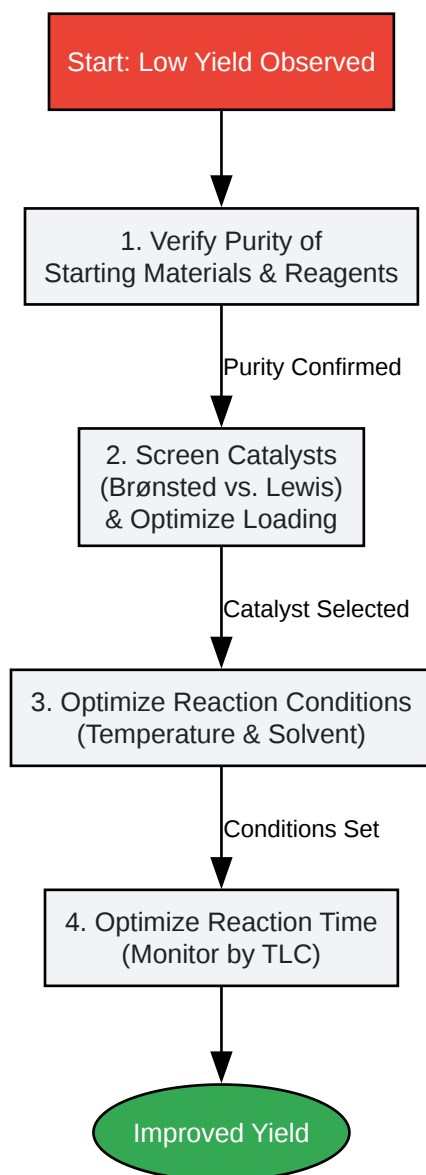 Start: Low Yield Observed
1. Verify Purity of
Starting Materials & Reagents
Purity Confirmed
2. Screen Catalysts
(Brønsted vs. Lewis)
& Optimize Loading
Catalyst Selected
3. Optimize Reaction Conditions
(Temperature & Solvent)
Conditions Set
4. Optimize Reaction Time
(Monitor by TLC)
Improved Yield